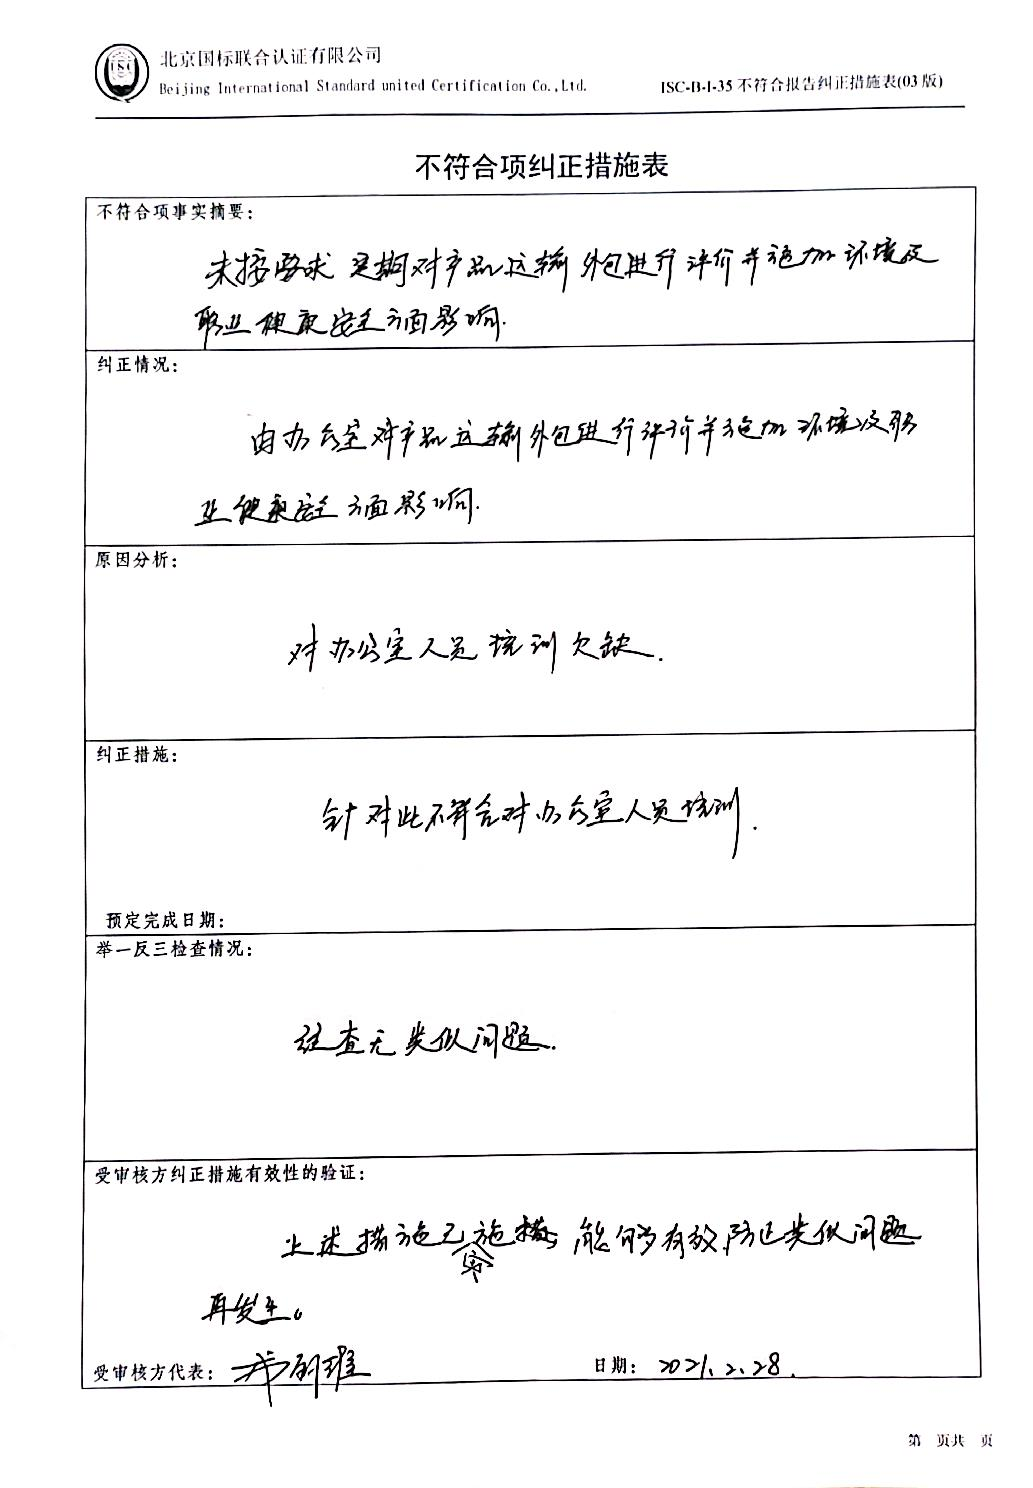 北京国标联合认证有限公司
Beijing International Standard united Certification Co.,Ltd.
ISC-B-I-35 不符合报告纠正措施表(03版)
不符合项纠正措施表
不符合项事实摘要:
未按要求定期对产品运输外包进行评价并施加环境及
职业健康安全方面影响.
纠正情况:
由办公室对产品运输外包进行评价并施加环境及职
业健康安全方面影响.
原因分析:
对办公室人员培训欠缺.
纠正措施:
针对此不符合对办公室人员培训.
预定完成日期:
举一反三检查情况:
经查无类似问题.
受审核方纠正措施有效性的验证:
上述措施已实施 能够有效防止类似问题
再发生。
受审核方代表:
日期: 2021.2.28.
第 页共 页